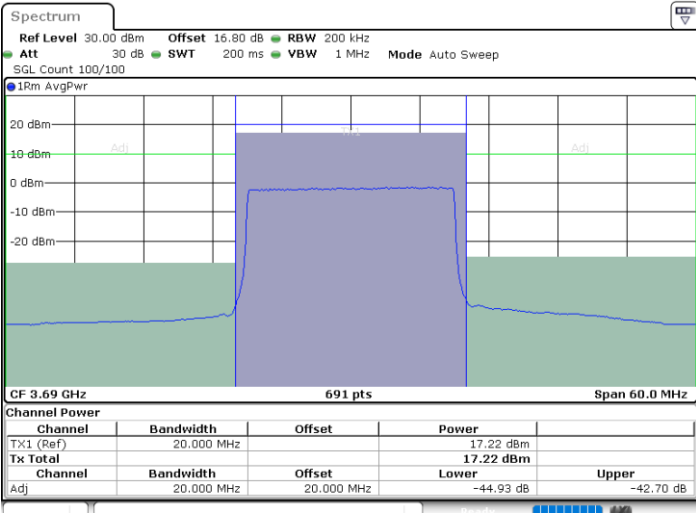 Spectrum
Ref Level 30.00 dBm Offset 16.80 dB RBW 200 kHz
Att 30 dB SWT 200 ms VBW 1 MHz Mode Auto Sweep
SGL Count 100/100
1Rm AvgPwr
20 dBm
TX1
Adj Adj
10 dBm
0 dBm
-10 dBm
-20 dBm
CF 3.69 GHz 691 pts Span 60.0 MHz
Channel Power
Channel Bandwidth Offset Power
TX1 (Ref) 20.000 MHz 17.22 dBm
Tx Total 17.22 dBm
Channel Bandwidth Offset Lower Upper
Adj 20.000 MHz 20.000 MHz -44.93 dB -42.70 dB
Ready